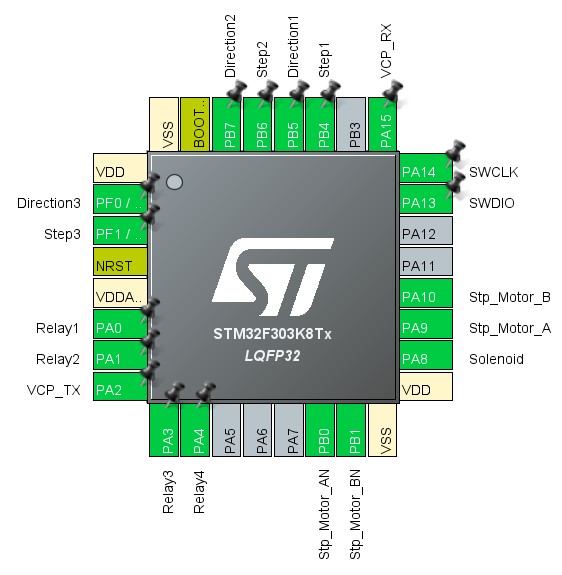 Direction2
Step2
Direction1
Step1
VCP_RX
VSS
BOOT..
PB7
PB6
PB5
PB4
PB3
PA15
VDD
PF0 / ..
PF1 / ..
NRST
VDDA..
PA0
PA1
PA2
Direction3
Step3
Relay1
Relay2
VCP_TX
ST
STM32F303K8Tx
LQFP32
PA14
PA13
PA12
PA11
PA10
PA9
PA8
VDD
SWCLK
SWDIO
Stp_Motor_B
Stp_Motor_A
Solenoid
PA3
PA4
PA5
PA6
PA7
PB0
PB1
VSS
Relay3
Relay4
Stp_Motor_AN
Stp_Motor_BN